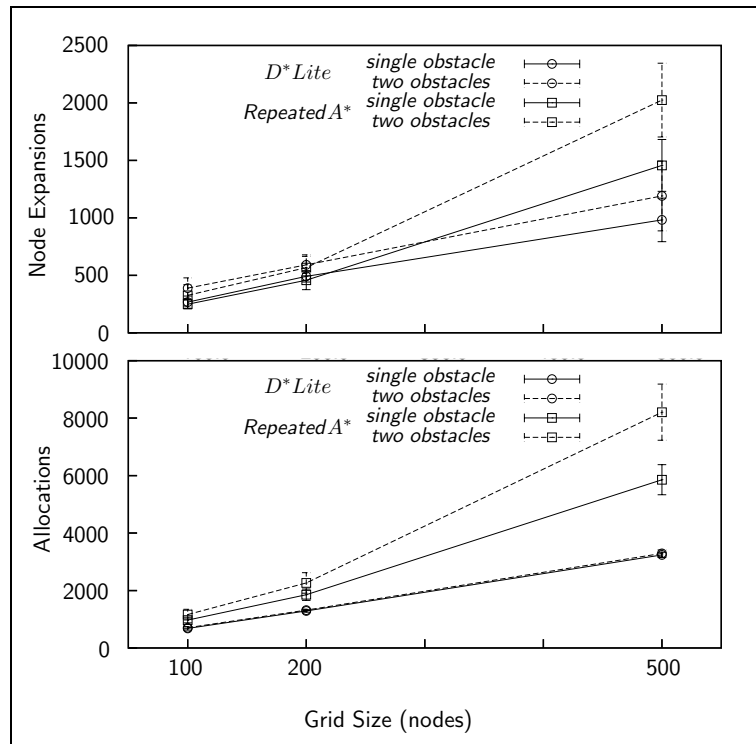 2500
2000
1500
1000
500
0
Node Expansions
D* Lite
single obstacle
two obstacles
Repeated A*
single obstacle
two obstacles
10000
8000
6000
4000
2000
0
Allocations
D* Lite
single obstacle
two obstacles
Repeated A*
single obstacle
two obstacles
100
200
500
Grid Size (nodes)